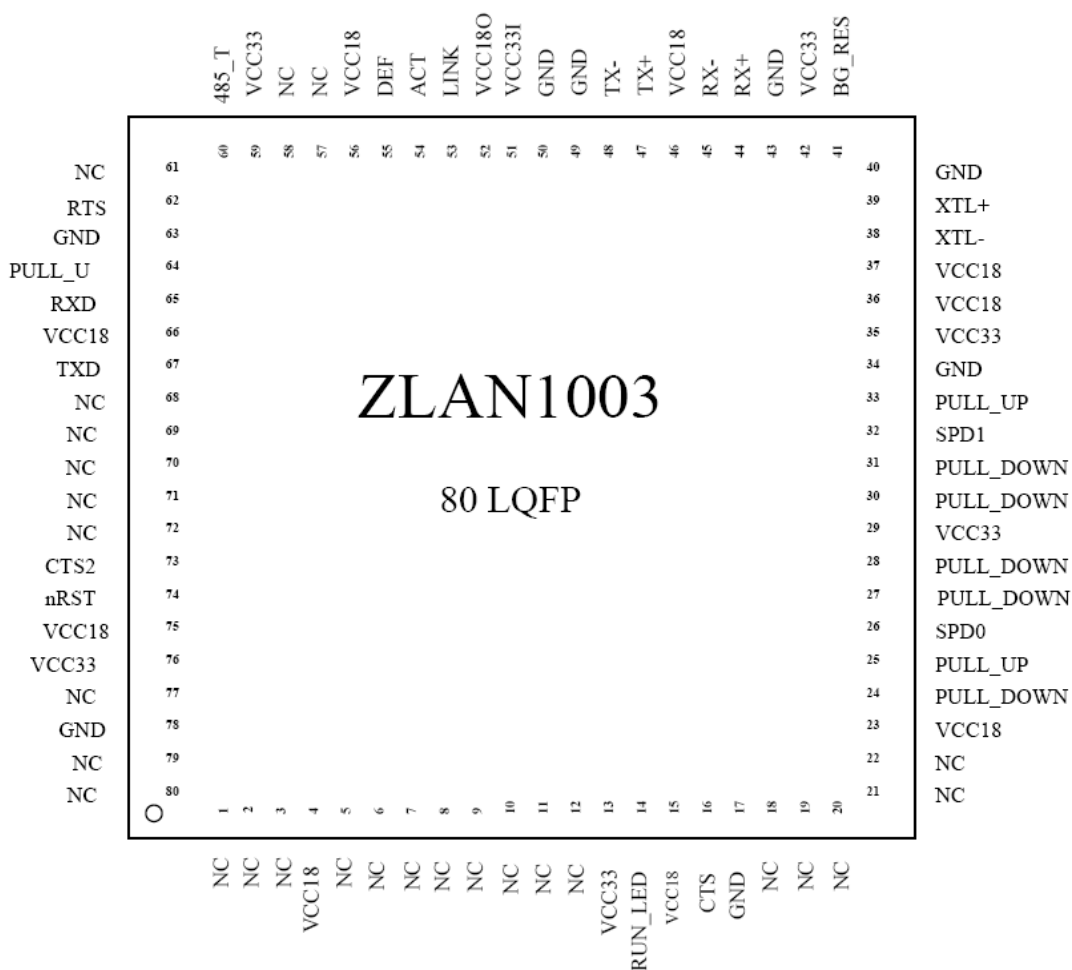 485_T VCC33 NC NC VCC18 DEF ACT LINK VCC18O VCC33I GND GND TX- TX+ VCC18 RX- RX+ GND VCC33 BG_RES
60 59 58 57 56 55 54 53 52 51 50 49 48 47 46 45 44 43 42 41
NC 61 40 GND
RTS 62 39 XTL+
GND 63 38 XTL-
PULL_U 64 37 VCC18
RXD 65 36 VCC18
VCC18 66 35 VCC33
TXD 67 34 GND
NC 68 33 PULL_UP
ZLAN1003
NC 69 32 SPD1
NC 70 31 PULL_DOWN
NC 71 30 PULL_DOWN
80 LQFP
NC 72 29 VCC33
CTS2 73 28 PULL_DOWN
nRST 74 27 PULL_DOWN
VCC18 75 26 SPD0
VCC33 76 25 PULL_UP
NC 77 24 PULL_DOWN
GND 78 23 VCC18
NC 79 22 NC
NC 80 21 NC
1 2 3 4 5 6 7 8 9 10 11 12 13 14 15 16 17 18 19 20
NC NC NC VCC18 NC NC NC NC NC NC NC NC VCC33 RUN_LED VCC18 CTS GND NC NC NC